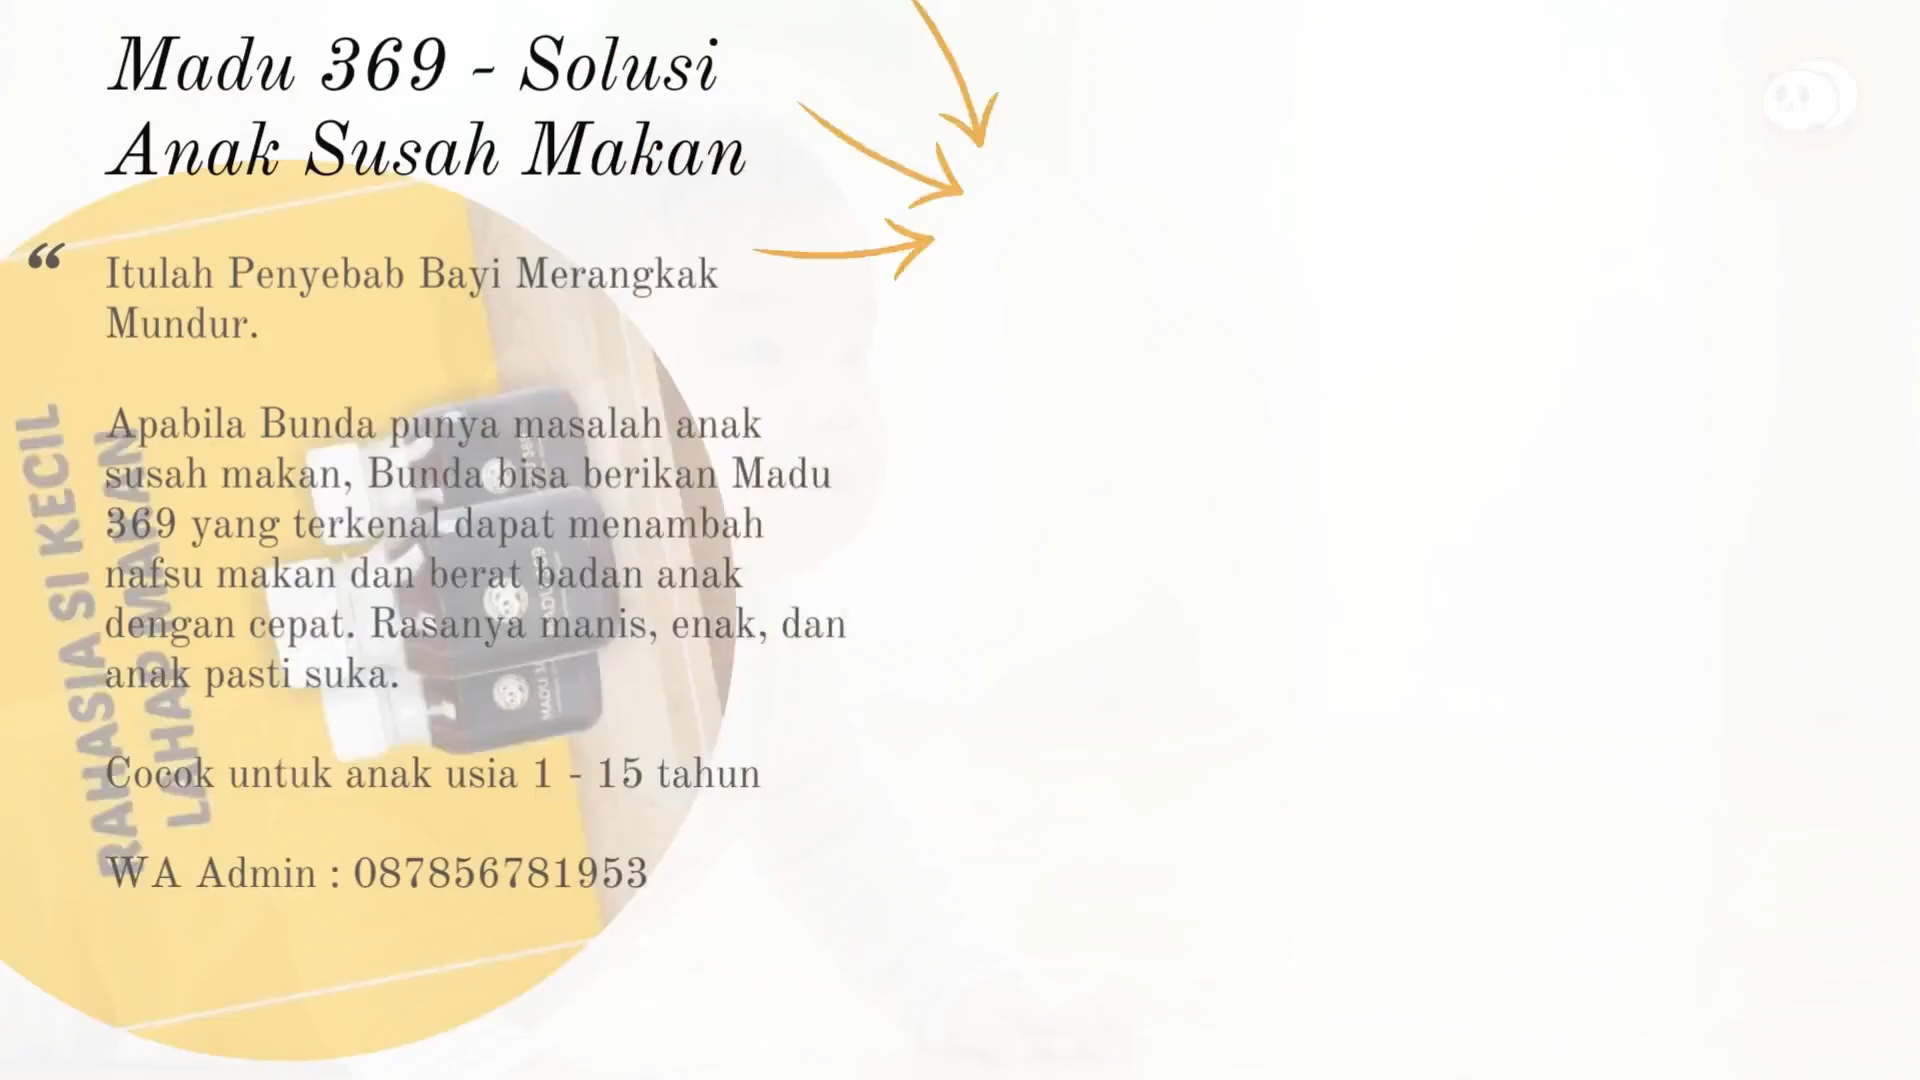 Madu 369 - Solusi
Anak Susah Makan
“ Itulah Penyebab Bayi Merangkak
Mundur.
Apabila Bunda punya masalah anak
susah makan, Bunda bisa berikan Madu
369 yang terkenal dapat menambah
nafsu makan dan berat badan anak
dengan cepat. Rasanya manis, enak, dan
anak pasti suka.
Cocok untuk anak usia 1 - 15 tahun
WA Admin : 087856781953
RAHASIA SI KECIL
LAHAP MAKAN